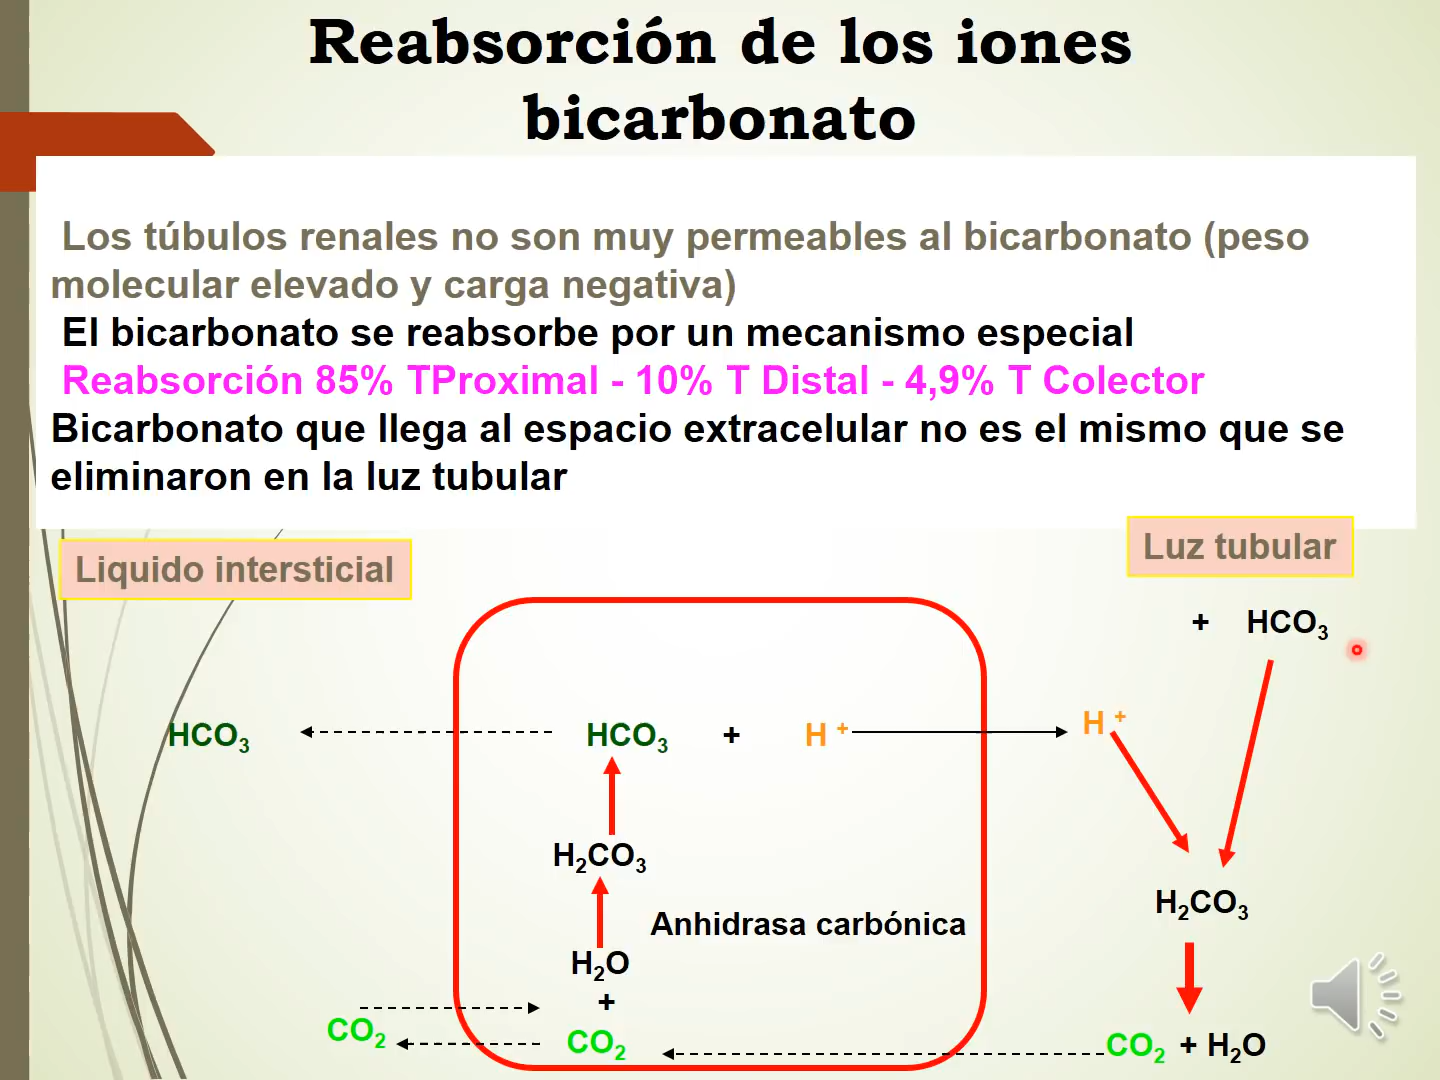 Reabsorción de los iones
bicarbonato
Los túbulos renales no son muy permeables al bicarbonato (peso
molecular elevado y carga negativa)
El bicarbonato se reabsorbe por un mecanismo especial
Reabsorción 85% TProximal - 10% T Distal - 4,9% T Colector
Bicarbonato que llega al espacio extracelular no es el mismo que se
eliminaron en la luz tubular
Liquido intersticial
Luz tubular
+ HCO₃
HCO₃
HCO₃ + H⁺
H⁺
H₂CO₃
H₂CO₃
Anhidrasa carbónica
H₂O
+
CO₂
CO₂
CO₂ + H₂O